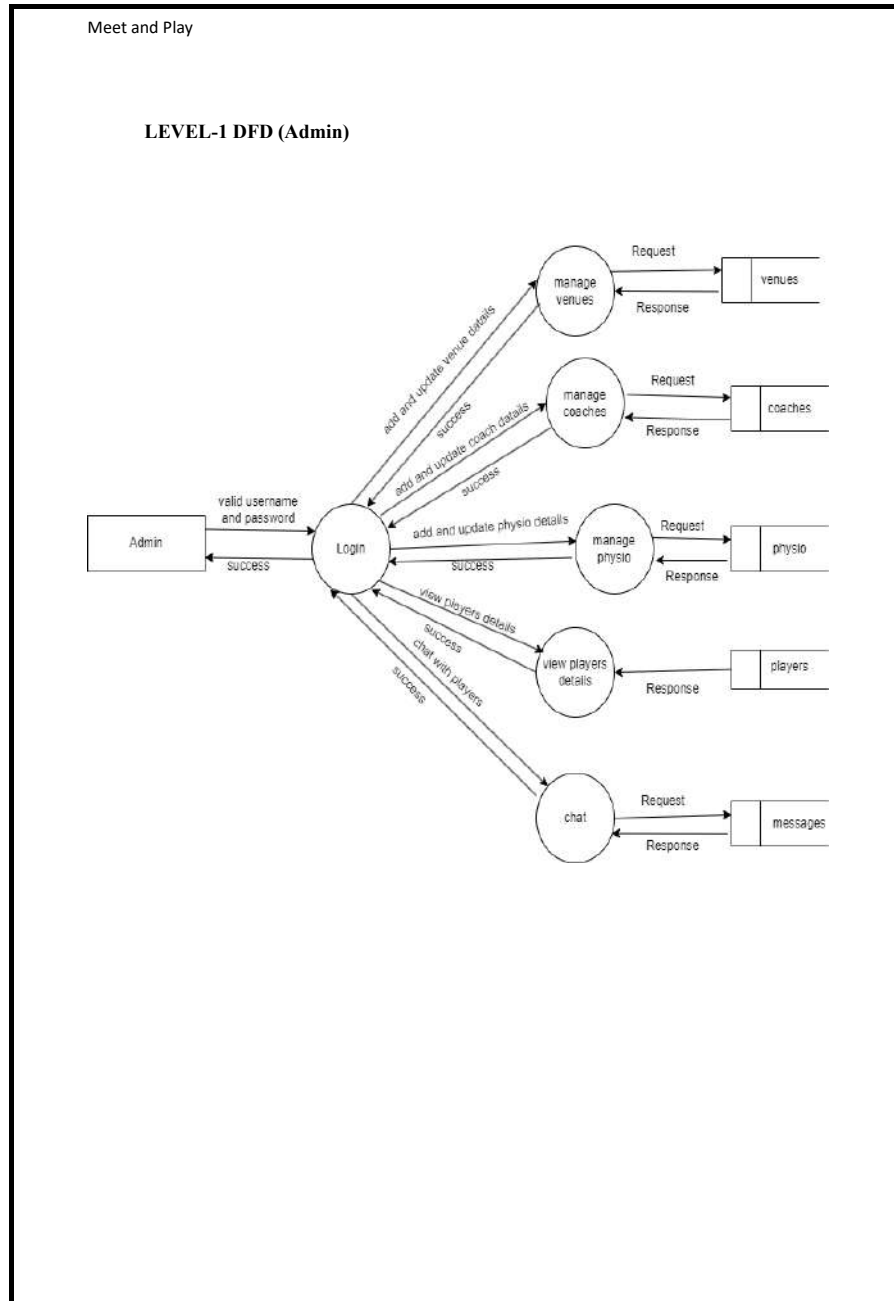 Meet and Play
LEVEL-1 DFD (Admin)
Request
manage
venues
venues
Response
add and update venue datails
success
Request
manage
coaches
coaches
Response
add and update coach datails
success
valid username
and password
Admin
success
Login
add and update physio details
success
manage
physio
Request
physio
Response
view players details
success
view players
details
players
Response
chat with players
success
chat
Request
messages
Response